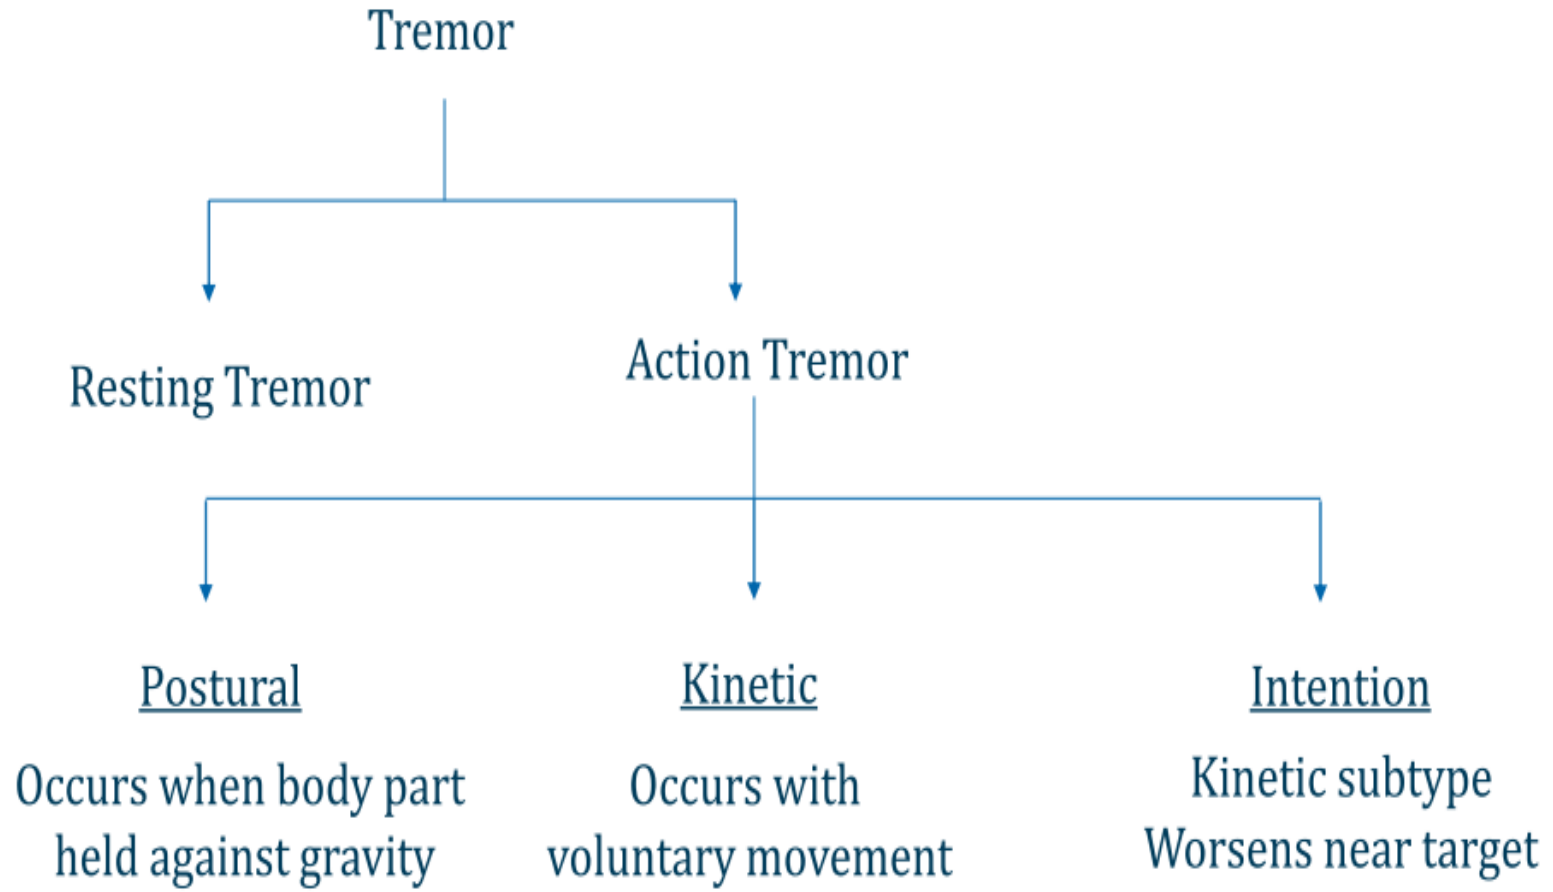 Tremor
Resting Tremor
Action Tremor
Postural
Occurs when body part
held against gravity
Kinetic
Occurs with
voluntary movement
Intention
Kinetic subtype
Worsens near target